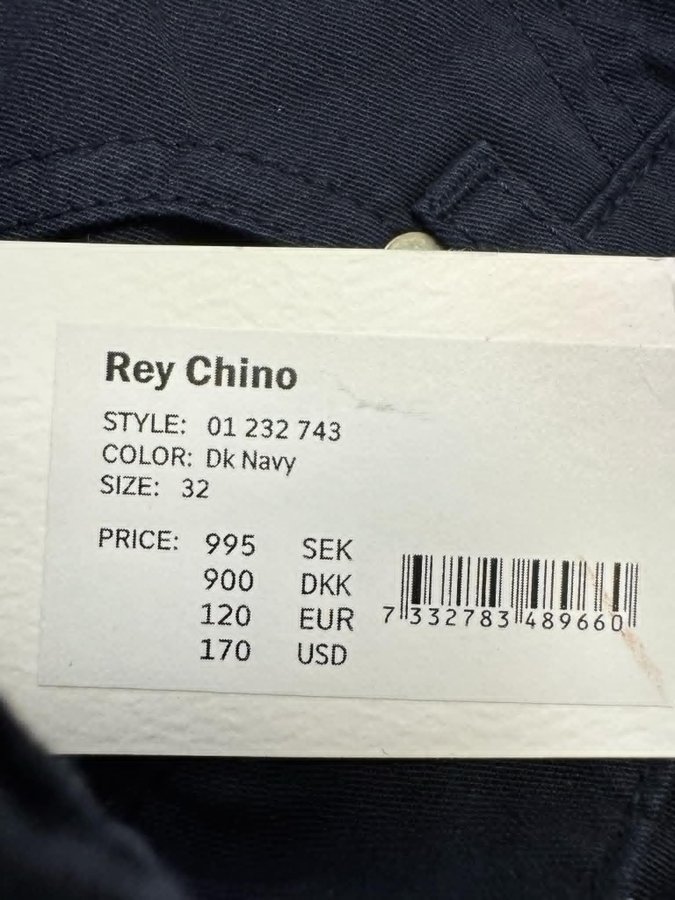 Rey Chino
STYLE: 01 232 743
COLOR: Dk Navy
SIZE: 32
PRICE: 995 SEK
900 DKK
120 EUR
170 USD
7 332783 489660